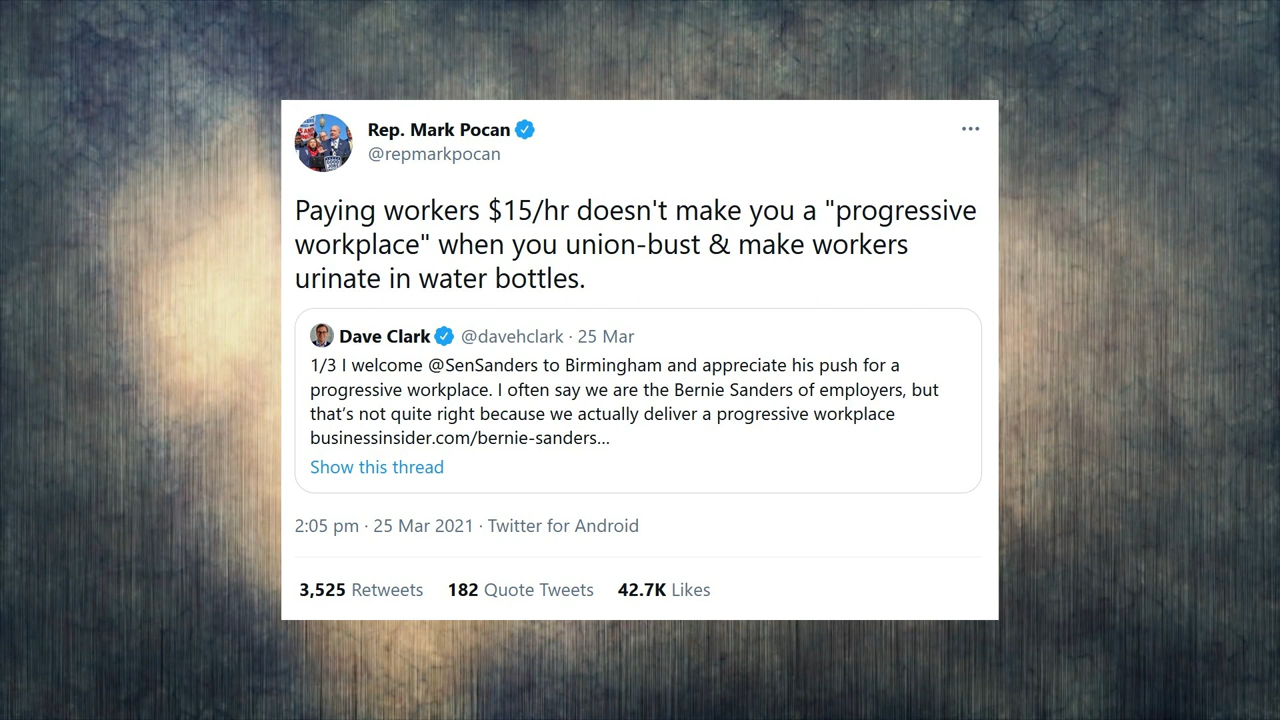 Rep. Mark Pocan
@repmarkpocan
Paying workers $15/hr doesn't make you a "progressive
workplace" when you union-bust & make workers
urinate in water bottles.
Dave Clark @davehclark · 25 Mar
1/3 I welcome @SenSanders to Birmingham and appreciate his push for a
progressive workplace. I often say we are the Bernie Sanders of employers, but
that’s not quite right because we actually deliver a progressive workplace
businessinsider.com/bernie-sanders...
Show this thread
2:05 pm · 25 Mar 2021 · Twitter for Android
3,525 Retweets 182 Quote Tweets 42.7K Likes